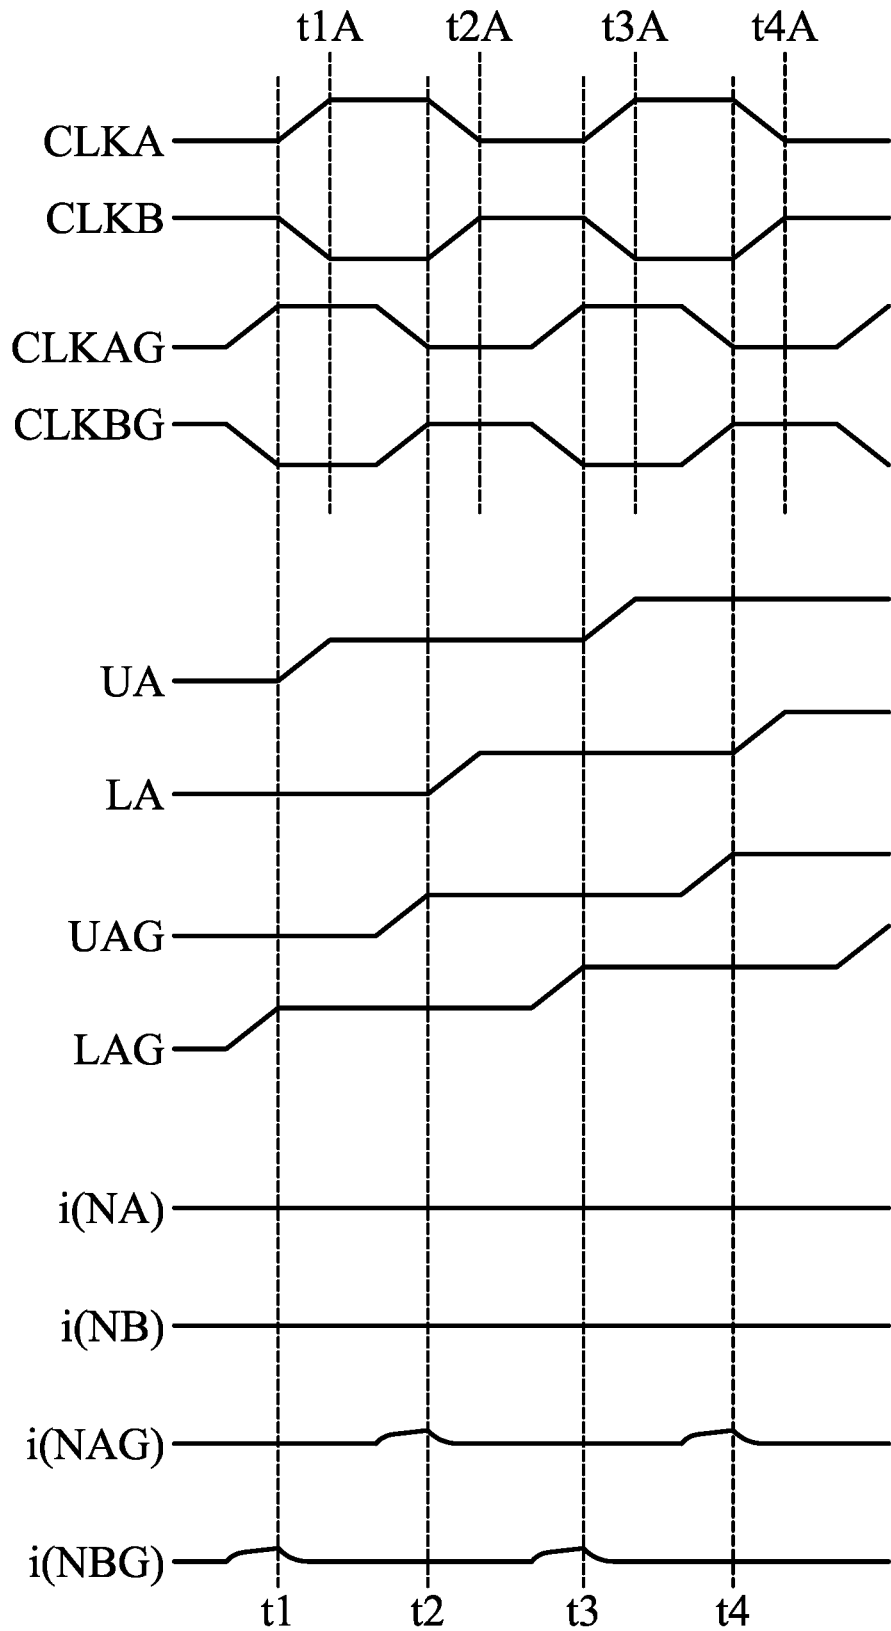 t1A t2A t3A t4A
CLKA
CLKB
CLKAG
CLKBG
UA
LA
UAG
LAG
i(NA)
i(NB)
i(NAG)
i(NBG)
t1 t2 t3 t4